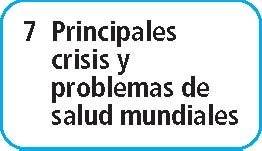 7 Principales
crisis y
problemas de
salud mundiales